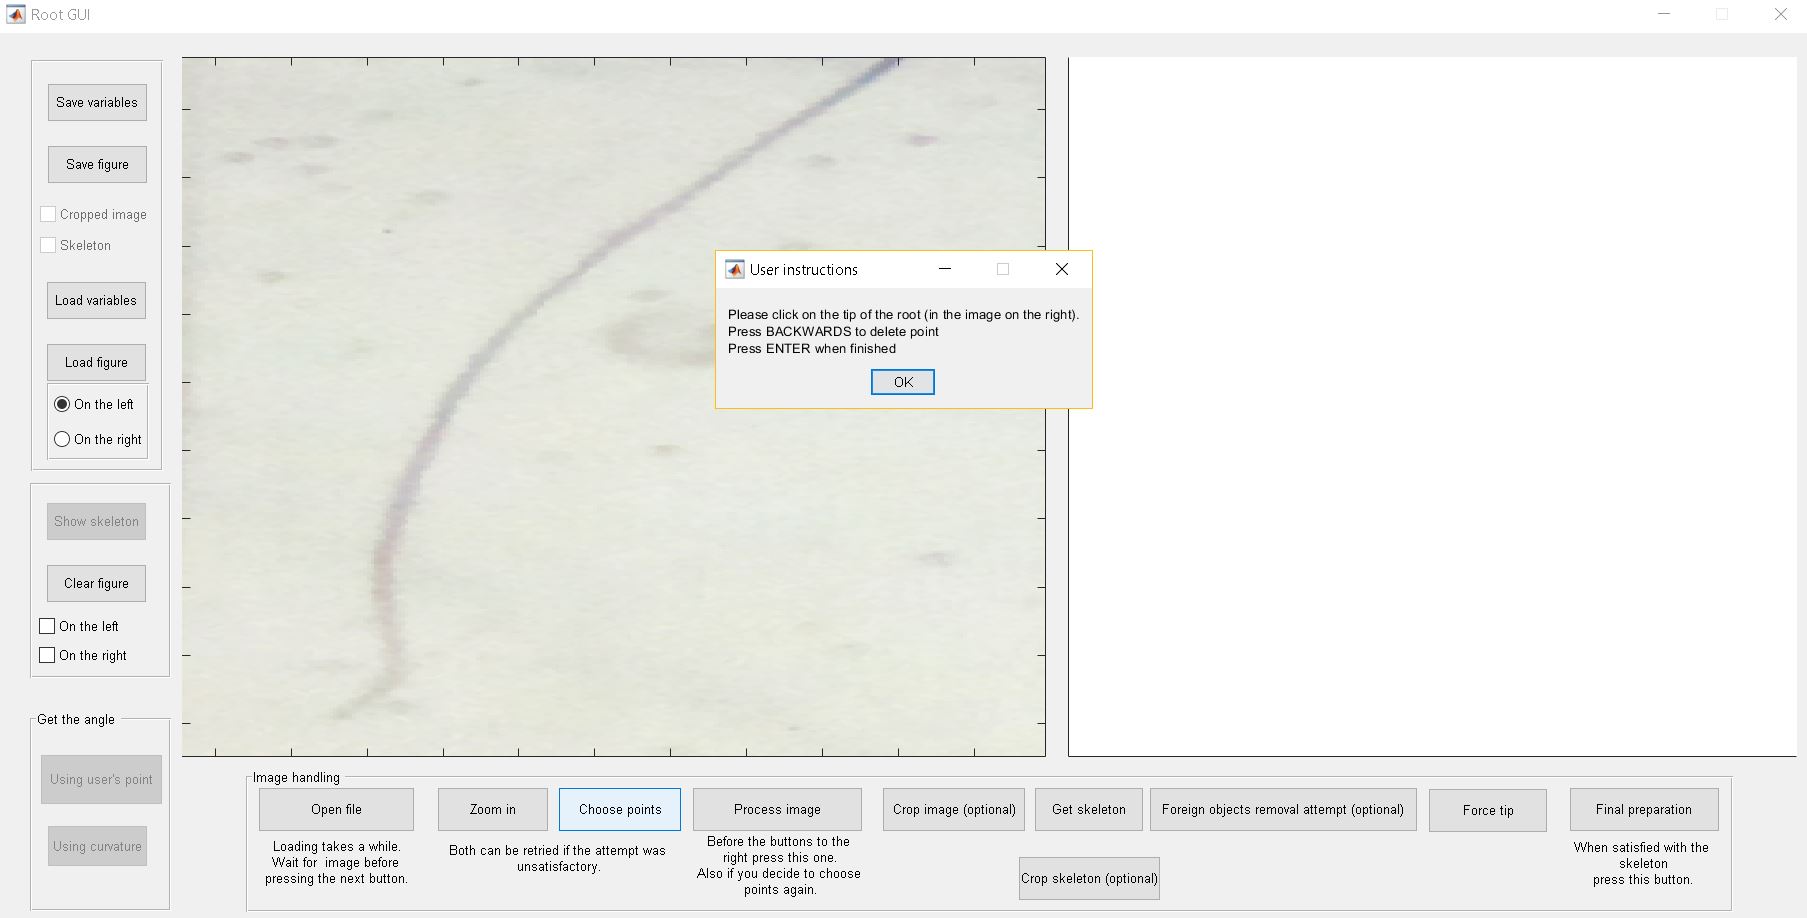 Root GUI
Save variables
Save figure
Cropped image
Skeleton
Load variables
Load figure
On the left
On the right
Show skeleton
Clear figure
On the left
On the right
Get the angle
Using user's point
Using curvature
User instructions
Please click on the tip of the root (in the image on the right).
Press BACKWARDS to delete point
Press ENTER when finished
OK
Image handling
Open file
Loading takes a while.
Wait for  image before
pressing the next button.
Zoom in
Choose points
Both can be retried if the attempt was
unsatisfactory.
Process image
Before the buttons to the
right press this one.
Also if you decide to choose
points again.
Crop image (optional)
Get skeleton
Crop skeleton (optional)
Foreign objects removal attempt (optional)
Force tip
Final preparation
When satisfied with the
skeleton
press this button.